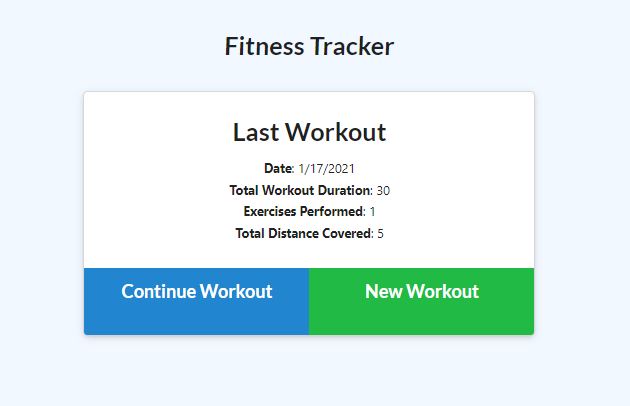 Fitness Tracker
Last Workout
Date: 1/17/2021
Total Workout Duration: 30
Exercises Performed: 1
Total Distance Covered: 5
Continue Workout
New Workout